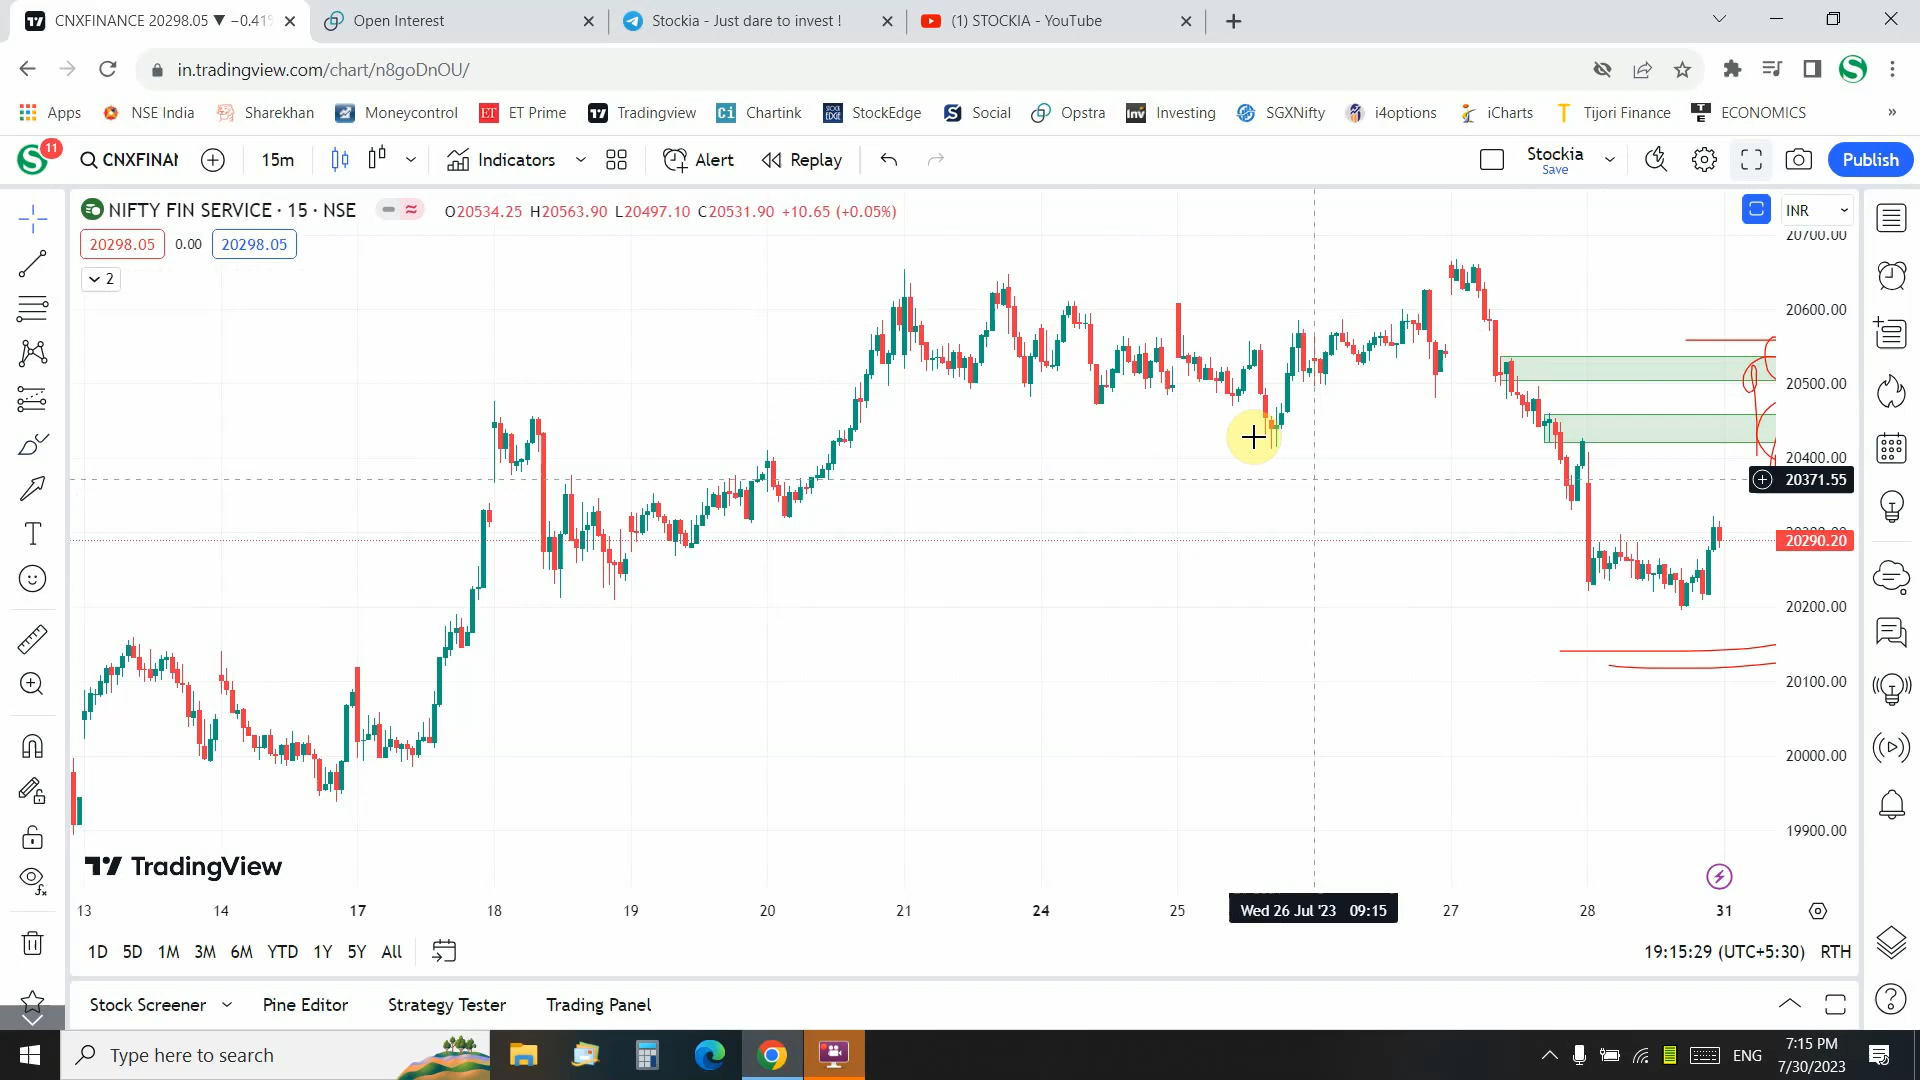 CNXFINANCE 20298.05 ▼ −0.41%
Open Interest
Stockia - Just dare to invest !
(1) STOCKIA - YouTube
in.tradingview.com/chart/n8goDnOU/
Apps
NSE India
Sharekhan
ET
ET Prime
Moneycontrol
Tradingview
Ci
Chartink
StockEdge
Social
Opstra
Inv
Investing
SGXNifty
i4options
iCharts
Tijori Finance
ECONOMICS
»
11
CNXFINAN
15m
Indicators
Alert
Replay
Stockia
Save
Publish
NIFTY FIN SERVICE · 15 · NSE
O20534.25 H20563.90 L20497.10 C20531.90 +10.65 (+0.05%)
INR
20298.05
0.00
20298.05
2
20700.00
20600.00
20500.00
20400.00
20371.55
20300.00
20290.20
20200.00
20100.00
20000.00
19900.00
TradingView
13
14
17
18
19
20
21
24
25
Wed 26 Jul '23 09:15
27
28
31
1D 5D 1M 3M 6M YTD 1Y 5Y All
19:15:29 (UTC+5:30) RTH
Stock Screener
Pine Editor
Strategy Tester
Trading Panel
Type here to search
ENG
7:15 PM
7/30/2023